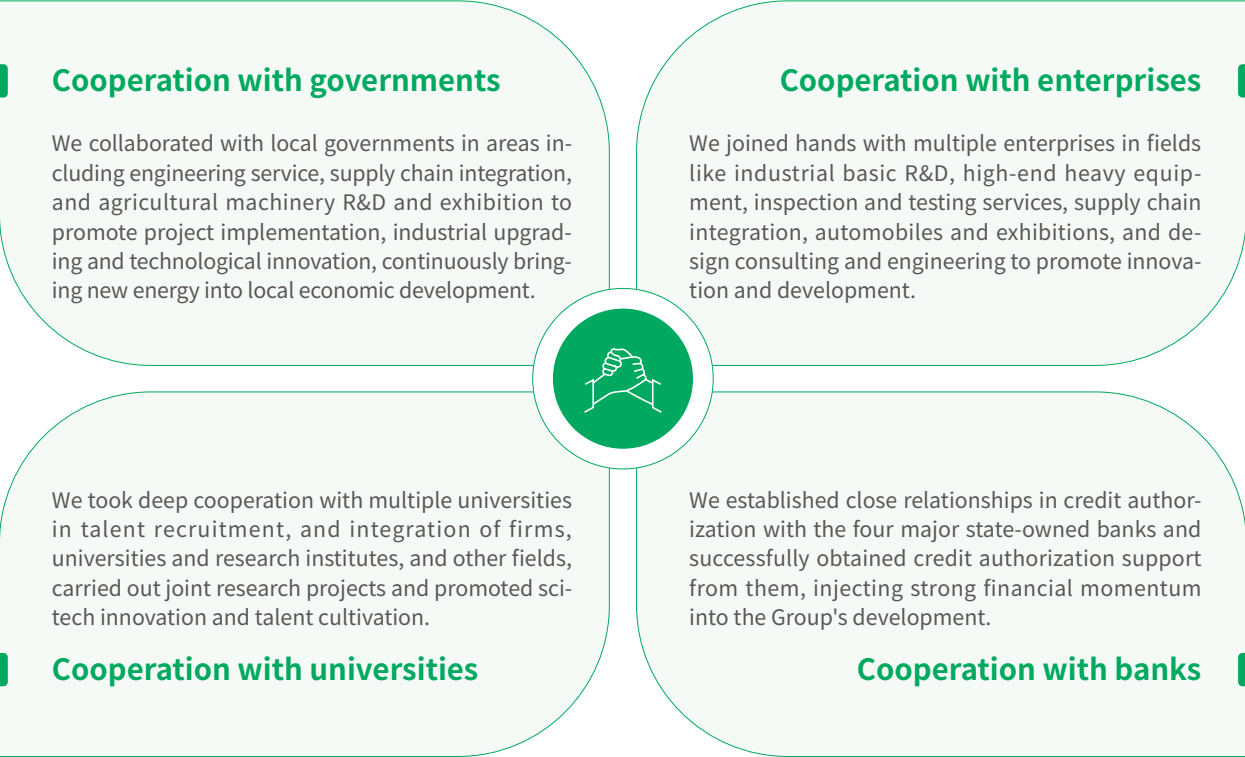 Cooperation with governments
We collaborated with local governments in areas in-
cluding engineering service, supply chain integration,
and agricultural machinery R&D and exhibition to
promote project implementation, industrial upgrad-
ing and technological innovation, continuously bring-
ing new energy into local economic development.
Cooperation with enterprises
We joined hands with multiple enterprises in fields
like industrial basic R&D, high-end heavy equip-
ment, inspection and testing services, supply chain
integration, automobiles and exhibitions, and de-
sign consulting and engineering to promote innova-
tion and development.
We took deep cooperation with multiple universities
in talent recruitment, and integration of firms,
universities and research institutes, and other fields,
carried out joint research projects and promoted sci-
tech innovation and talent cultivation.
Cooperation with universities
We established close relationships in credit author-
ization with the four major state-owned banks and
successfully obtained credit authorization support
from them, injecting strong financial momentum
into the Group's development.
Cooperation with banks